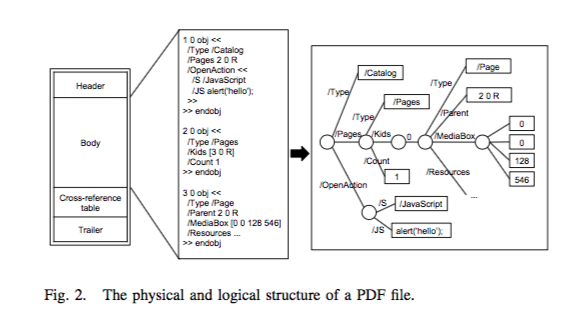 Header
Body
Cross-reference
table
Trailer
1 0 obj <<
/Type /Catalog
/Pages 2 0 R
/OpenAction <<
/S /JavaScript
/JS alert('hello');
>>
>> endobj
2 0 obj <<
/Type /Pages
/Kids [3 0 R]
/Count 1
>> endobj
3 0 obj <<
/Type /Page
/Parent 2 0 R
/MediaBox [0 0 128 546]
/Resources ...
>> endobj
/Type
/Catalog
/Pages
/Type
/Pages
/Kids
0
/Count
1
/Type
/Page
/Parent
2 0 R
/MediaBox
0
0
128
546
/Resources
...
/OpenAction
/S
/JavaScript
/JS
alert('hello');
Fig. 2. The physical and logical structure of a PDF file.